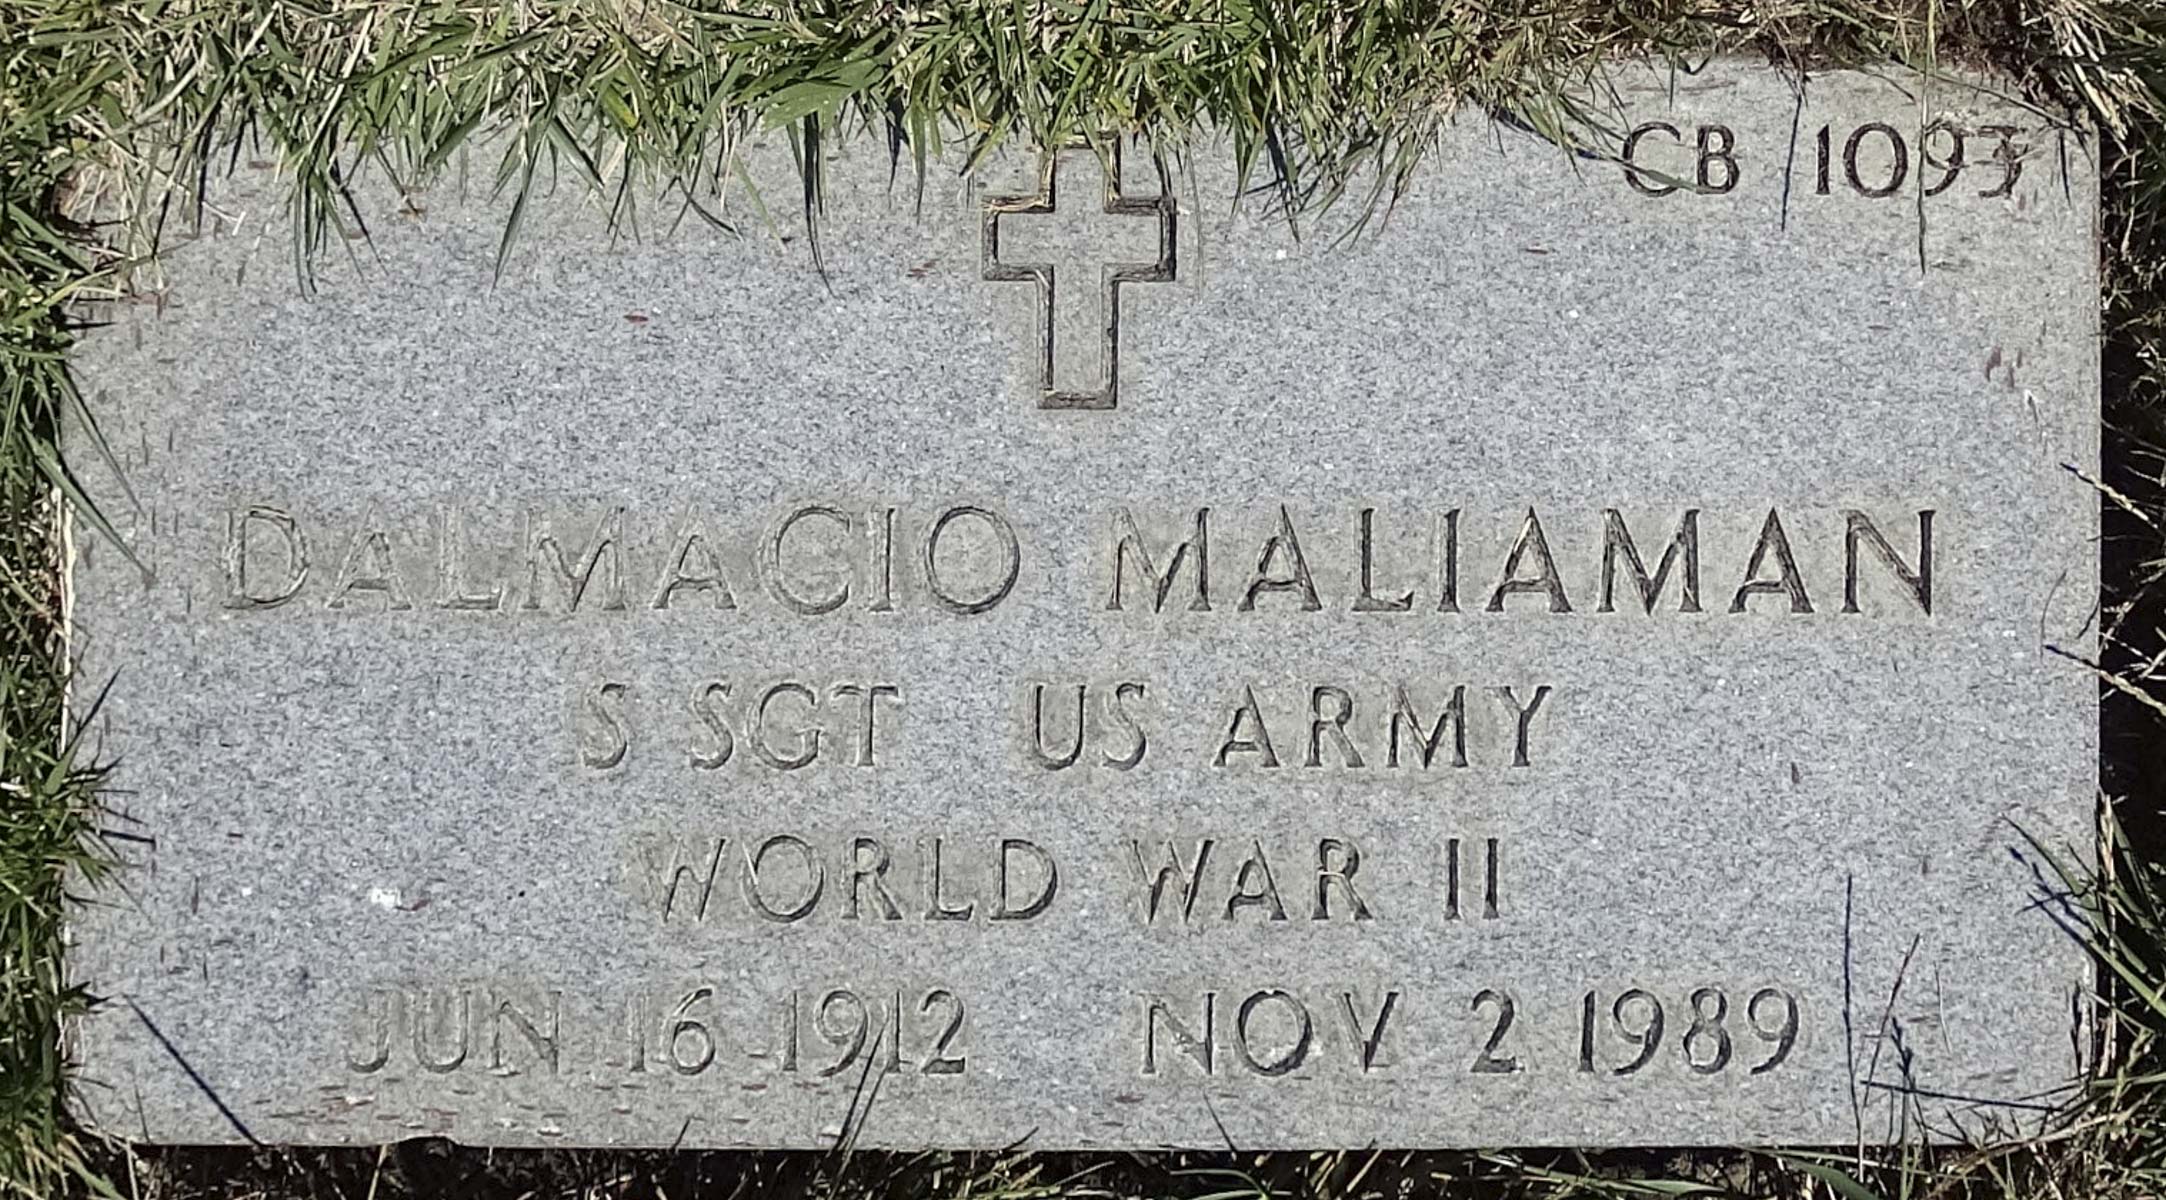 CB 1093
DALMACIO MALIAMAN
S SGT US ARMY
WORLD WAR II
JUN 16 1912 NOV 2 1989